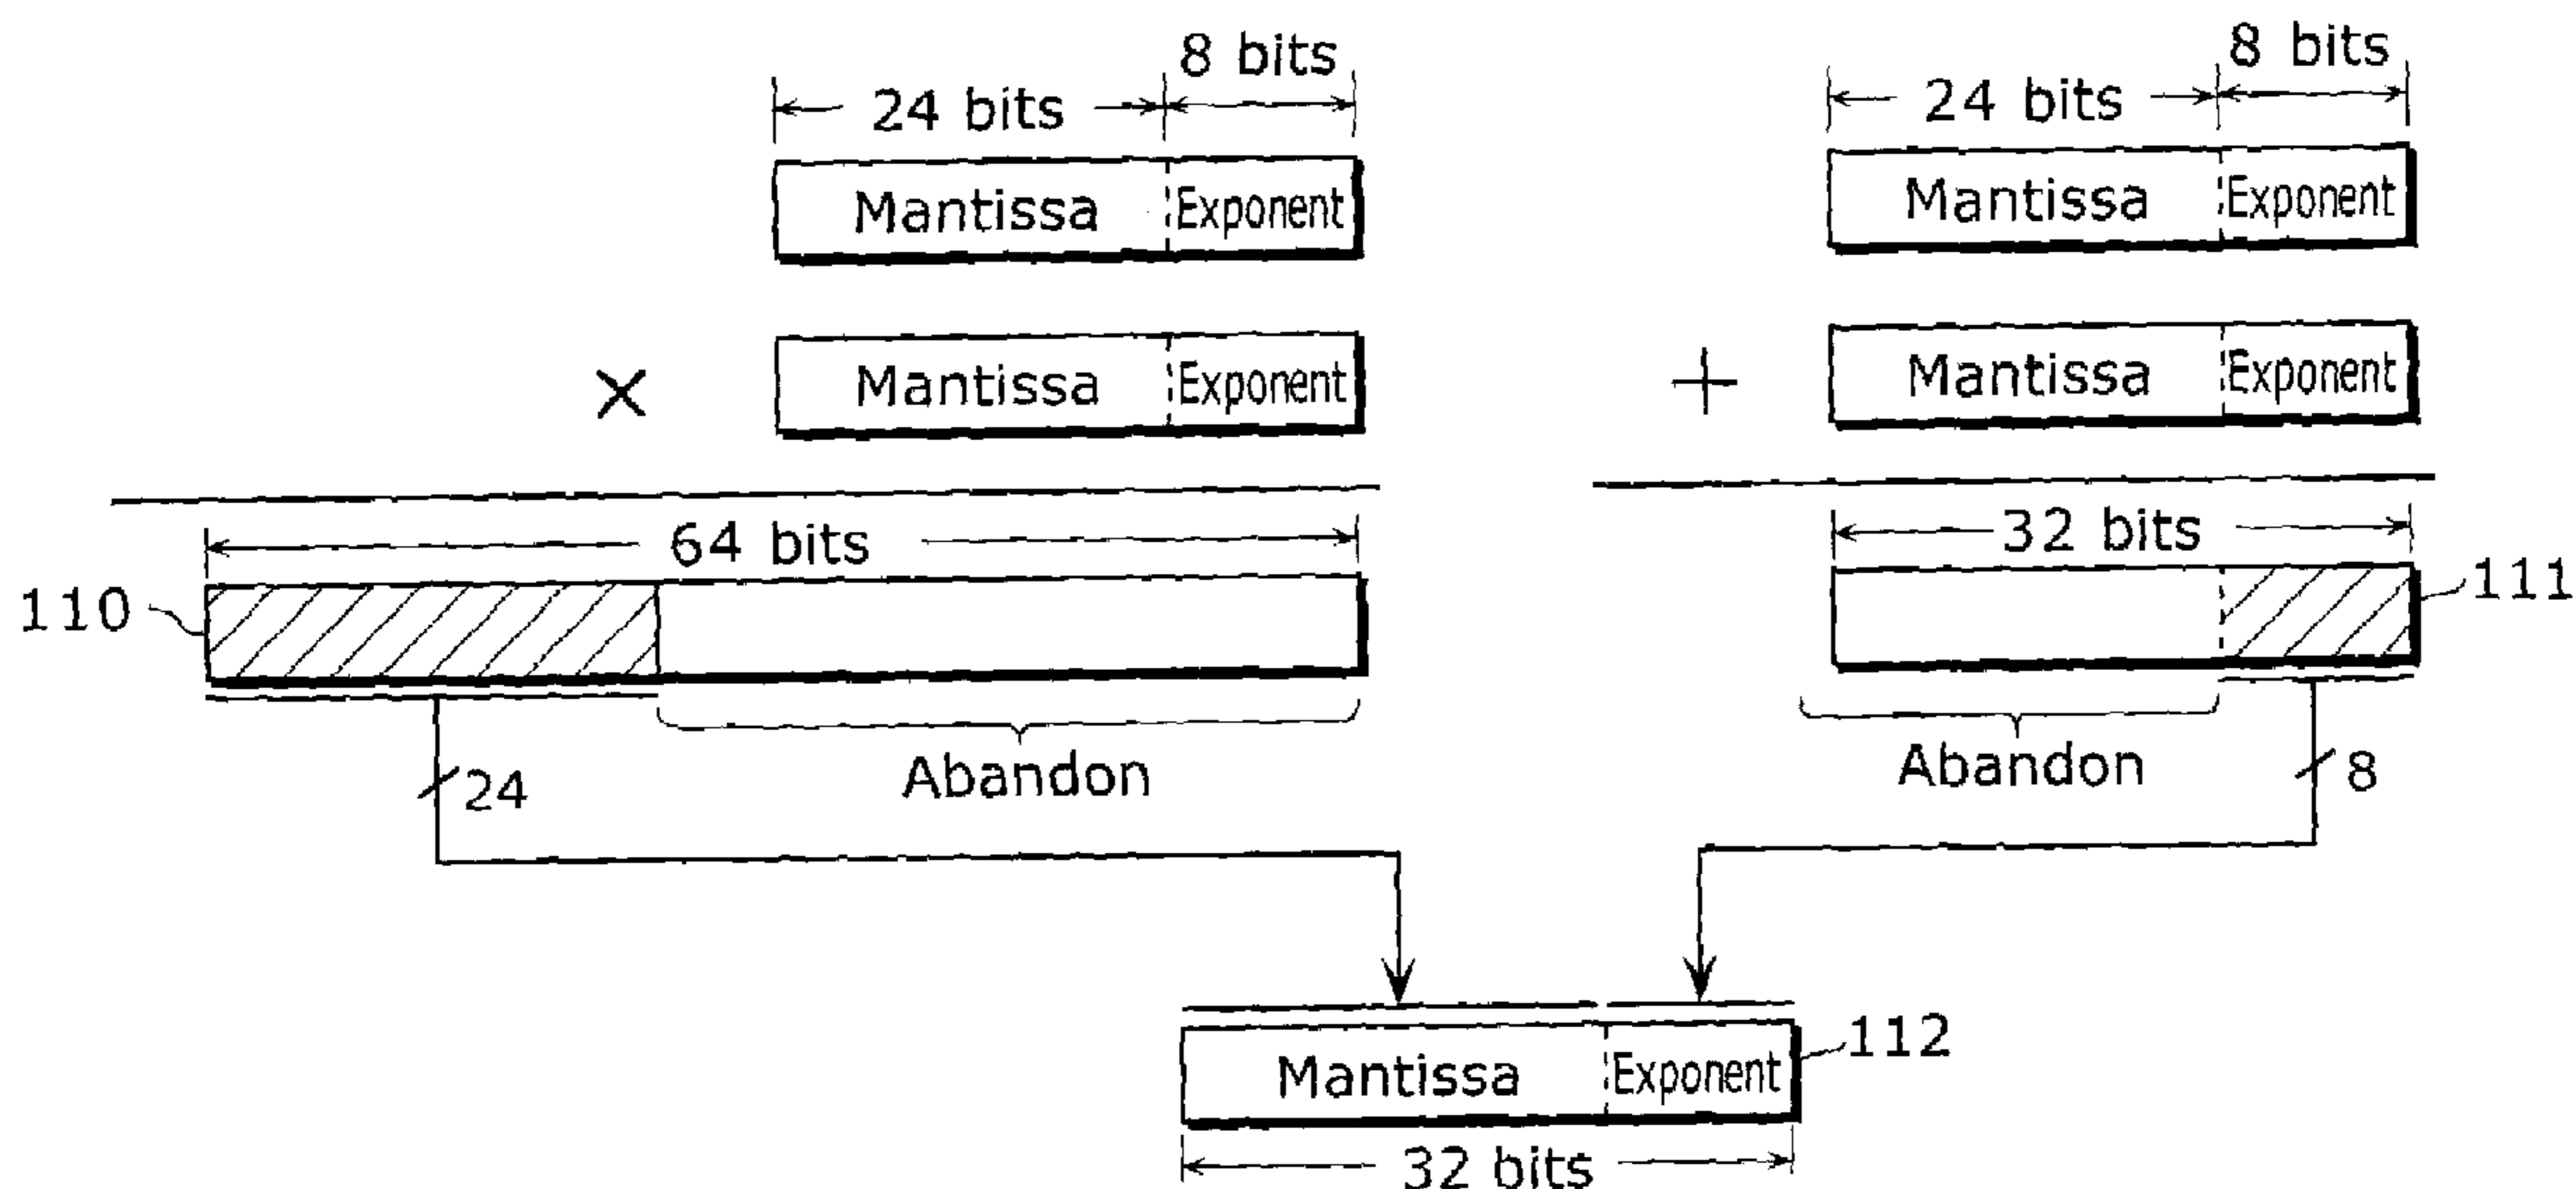 8 bits 8 bits
24 bits 24 bits
Mantissa Exponent Mantissa Exponent
× Mantissa Exponent + Mantissa Exponent
64 bits 32 bits
110 111
Abandon Abandon
24 8
Mantissa Exponent 112
32 bits